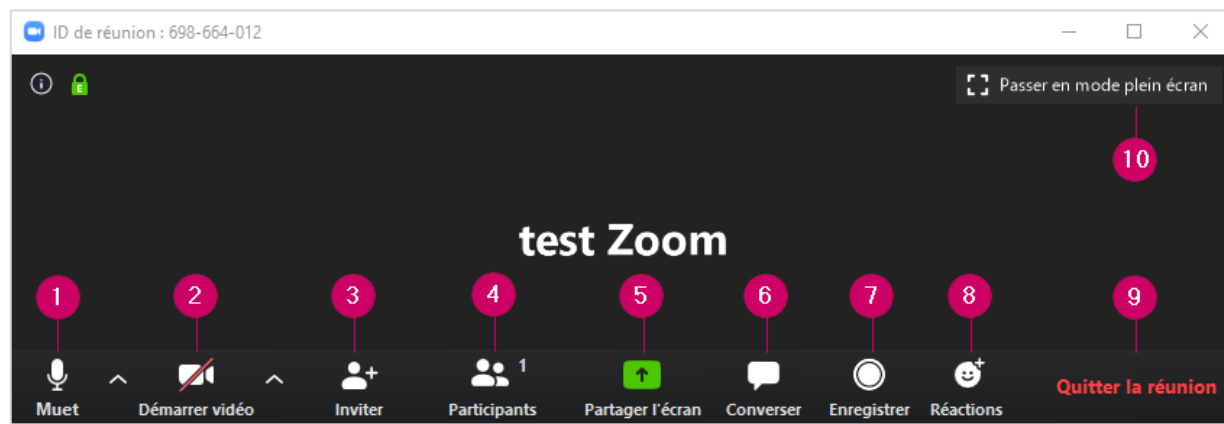 ID de réunion : 698-664-012
E
Passer en mode plein écran
10
test Zoom
1 2 3 4 5 6 7 8 9
1
Muet Démarrer vidéo Inviter Participants Partager l'écran Converser Enregistrer Réactions Quitter la réunion